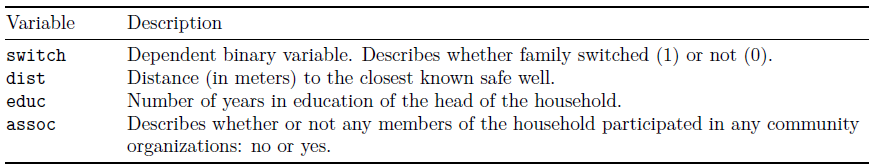 Variable Description
switch Dependent binary variable. Describes whether family switched (1) or not (0).
dist Distance (in meters) to the closest known safe well.
educ Number of years in education of the head of the household.
assoc Describes whether or not any members of the household participated in any community
organizations: no or yes.